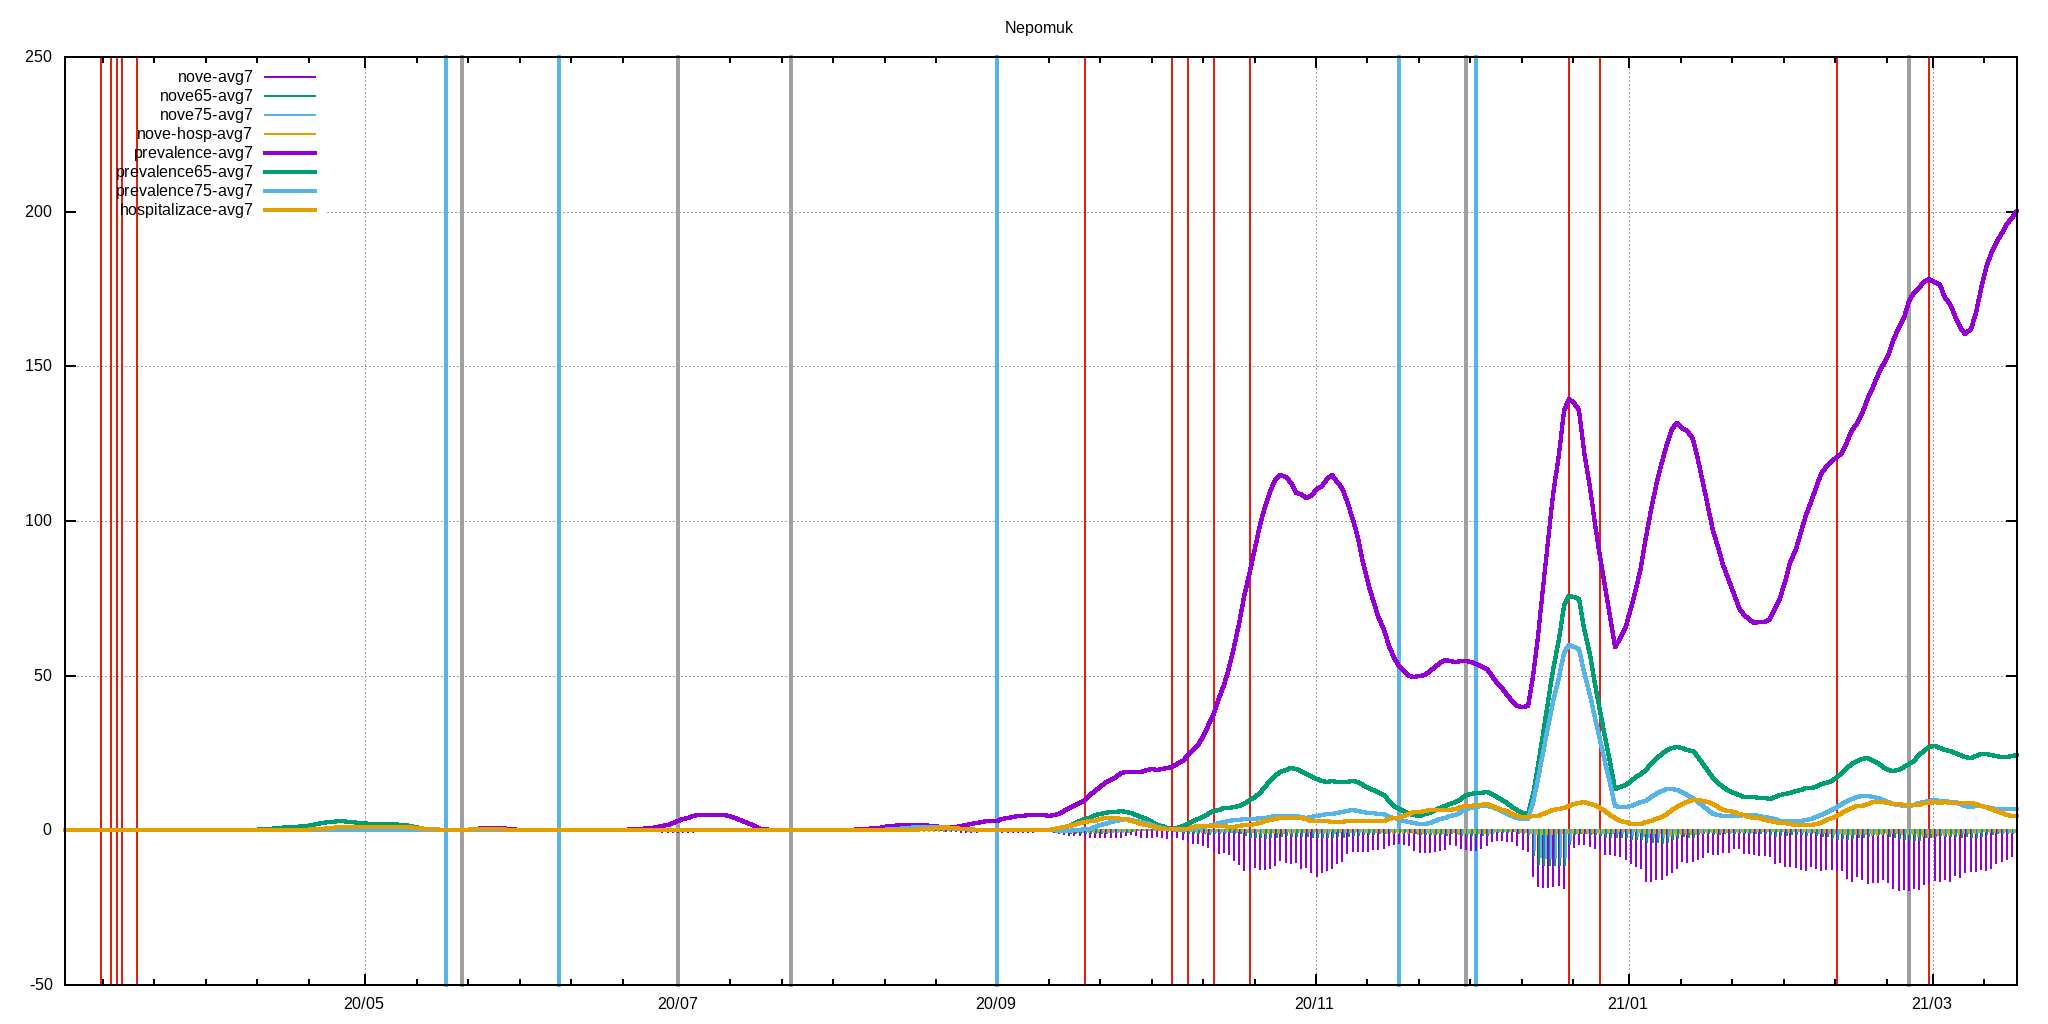 Nepomuk
250
200
150
100
50
0
-50
nove-avg7
nove65-avg7
nove75-avg7
nove-hosp-avg7
prevalence-avg7
prevalence65-avg7
prevalence75-avg7
hospitalizace-avg7
20/05 20/07 20/09 20/11 21/01 21/03